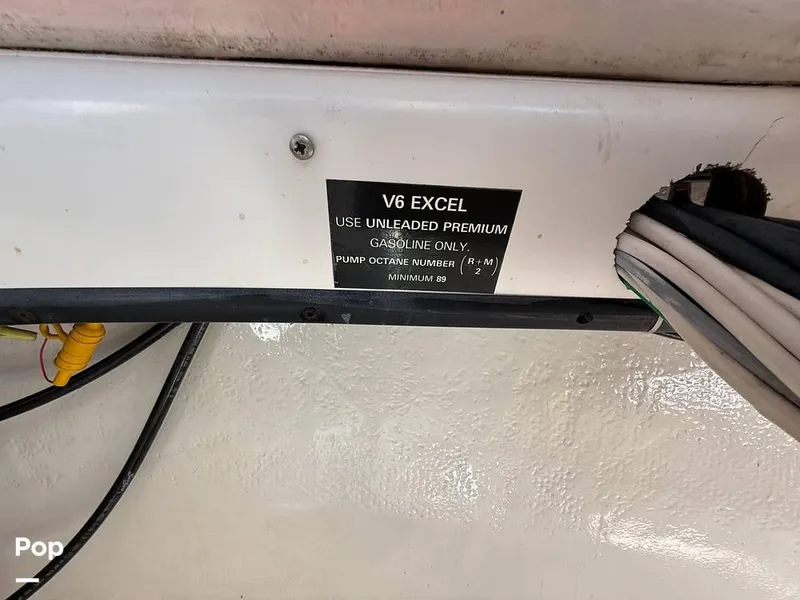 V6 EXCEL
USE UNLEADED PREMIUM
GASOLINE ONLY.
PUMP OCTANE NUMBER (R+M/2)
MINIMUM 89
Pop